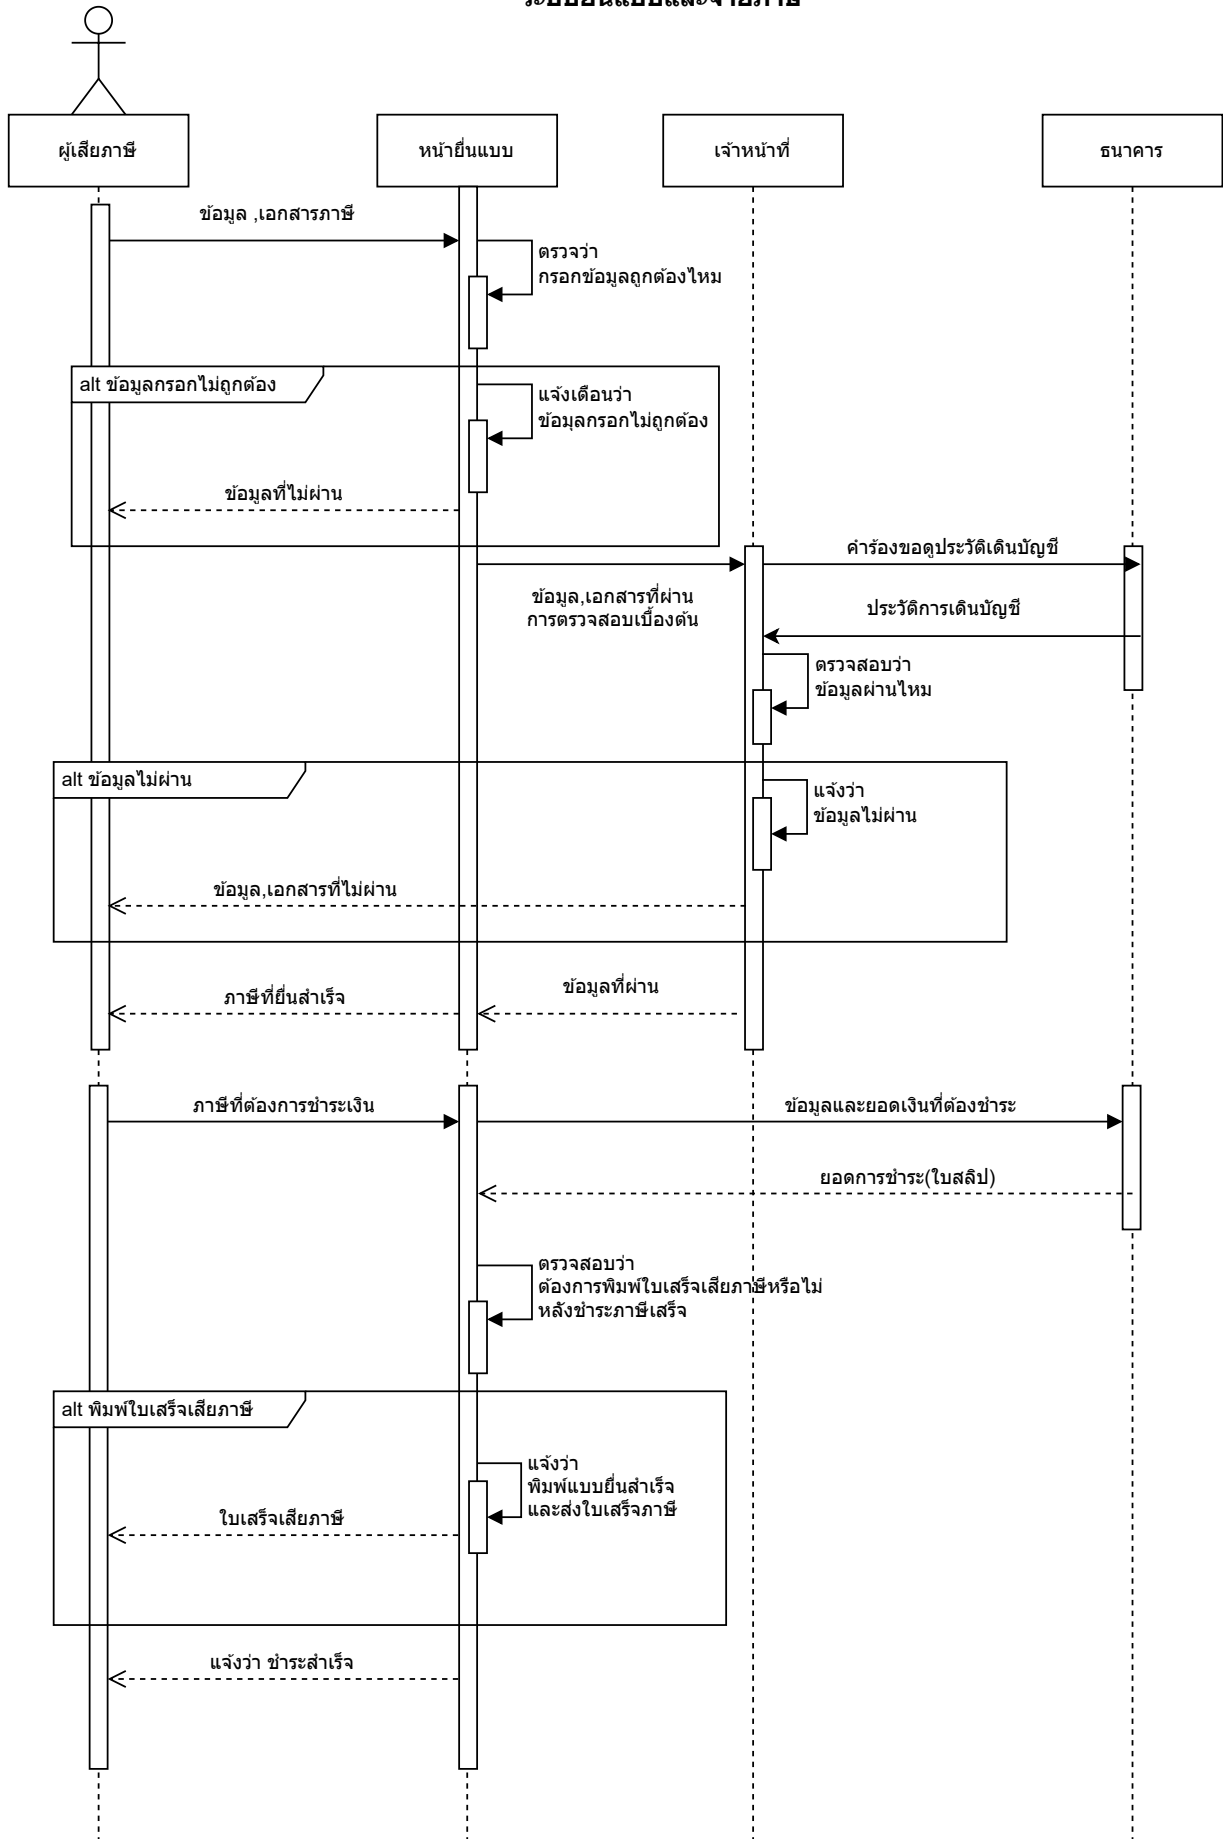 ระบบยื่นแบบและจ่ายภาษี
ผู้เสียภาษี
หน้ายื่นแบบ
เจ้าหน้าที่
ธนาคาร
ข้อมูล ,เอกสารภาษี
ตรวจว่า
กรอกข้อมูลถูกต้องไหม
alt ข้อมูลกรอกไม่ถูกต้อง
แจ้งเตือนว่า
ข้อมุลกรอกไม่ถูกต้อง
ข้อมูลที่ไม่ผ่าน
คำร้องขอดูประวัติเดินบัญชี
ข้อมูล,เอกสารที่ผ่าน
การตรวจสอบเบื้องต้น
ประวัติการเดินบัญชี
ตรวจสอบว่า
ข้อมูลผ่านไหม
alt ข้อมูลไม่ผ่าน
แจ้งว่า
ข้อมูลไม่ผ่าน
ข้อมูล,เอกสารที่ไม่ผ่าน
ข้อมูลที่ผ่าน
ภาษีที่ยื่นสำเร็จ
ภาษีที่ต้องการชำระเงิน
ข้อมูลและยอดเงินที่ต้องชำระ
ยอดการชำระ(ใบสลิป)
ตรวจสอบว่า
ต้องการพิมพ์ใบเสร็จเสียภาษีหรือไม่
หลังชำระภาษีเสร็จ
alt พิมพ์ใบเสร็จเสียภาษี
แจ้งว่า
พิมพ์แบบยื่นสำเร็จ
และส่งใบเสร็จภาษี
ใบเสร็จเสียภาษี
แจ้งว่า ชำระสำเร็จ